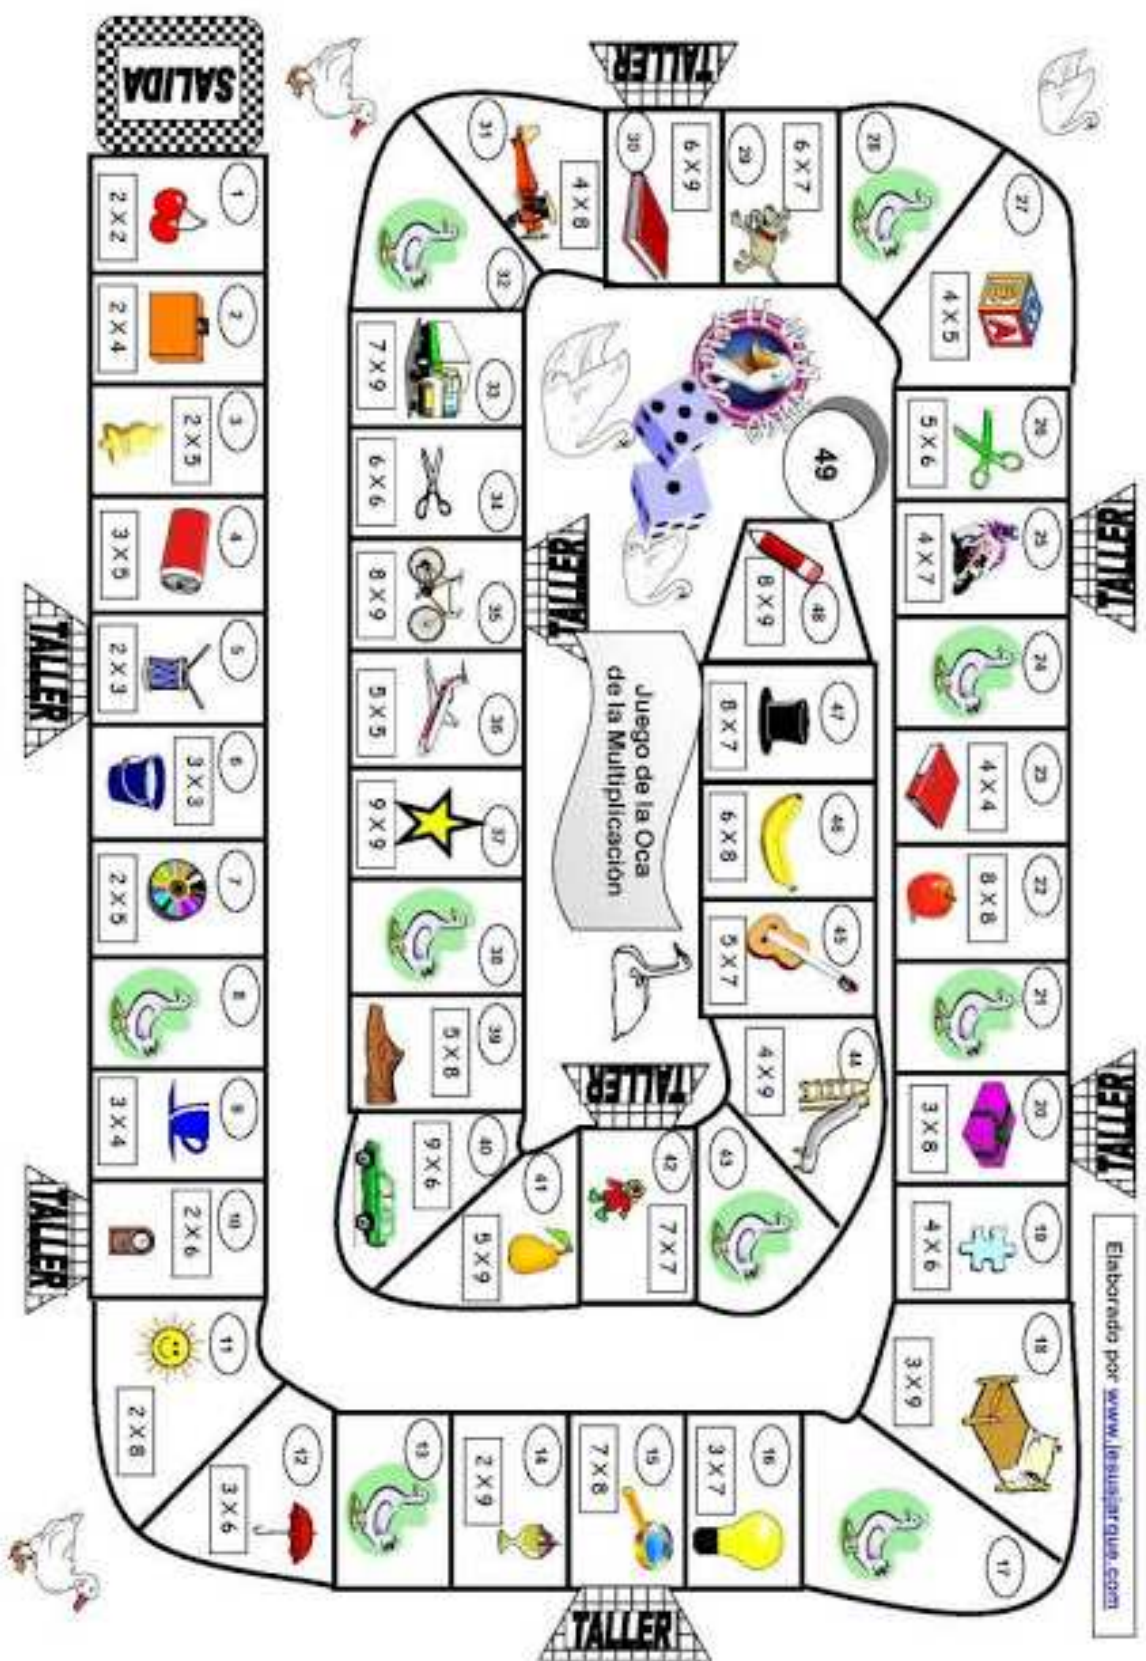 SALIDA
1
2 X 2
2
2 X 4
3
2 X 5
4
3 X 5
5
2 X 3
TALLER
6
3 X 3
7
2 X 5
8
9
3 X 4
10
2 X 6
TALLER
11
2 X 8
12
3 X 6
13
14
2 X 9
15
7 X 8
TALLER
16
3 X 7
17
18
3 X 9
19
4 X 6
20
3 X 8
TALLER
21
22
8 X 8
23
4 X 4
24
25
4 X 7
TALLER
26
5 X 6
27
4 X 5
28
29
6 X 7
30
6 X 9
TALLER
31
4 X 8
32
33
7 X 9
34
6 X 6
35
8 X 9
TALLER
36
5 X 5
37
9 X 9
38
39
5 X 8
40
9 X 6
41
5 X 9
42
7 X 7
TALLER
43
44
4 X 9
45
5 X 7
46
6 X 8
47
8 X 7
48
8 X 9
49
Juego de la Oca
de la Multiplicación
Elaborado por www.jesusjarque.com